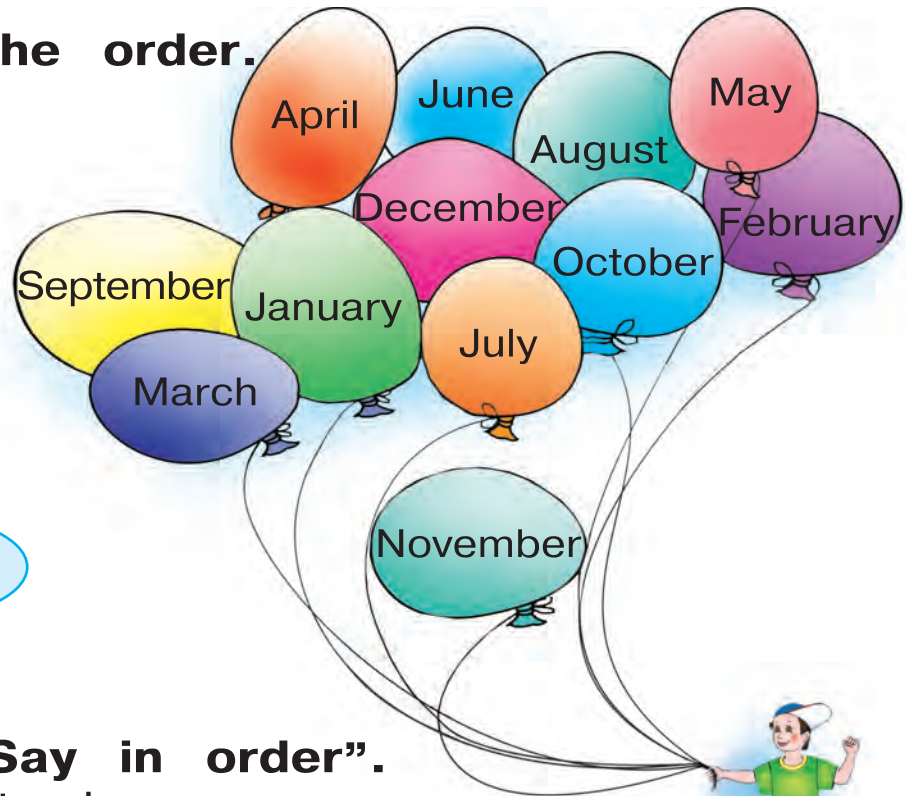 he order.
April
June
May
August
December
February
October
September
January
July
March
November
Say in order”.